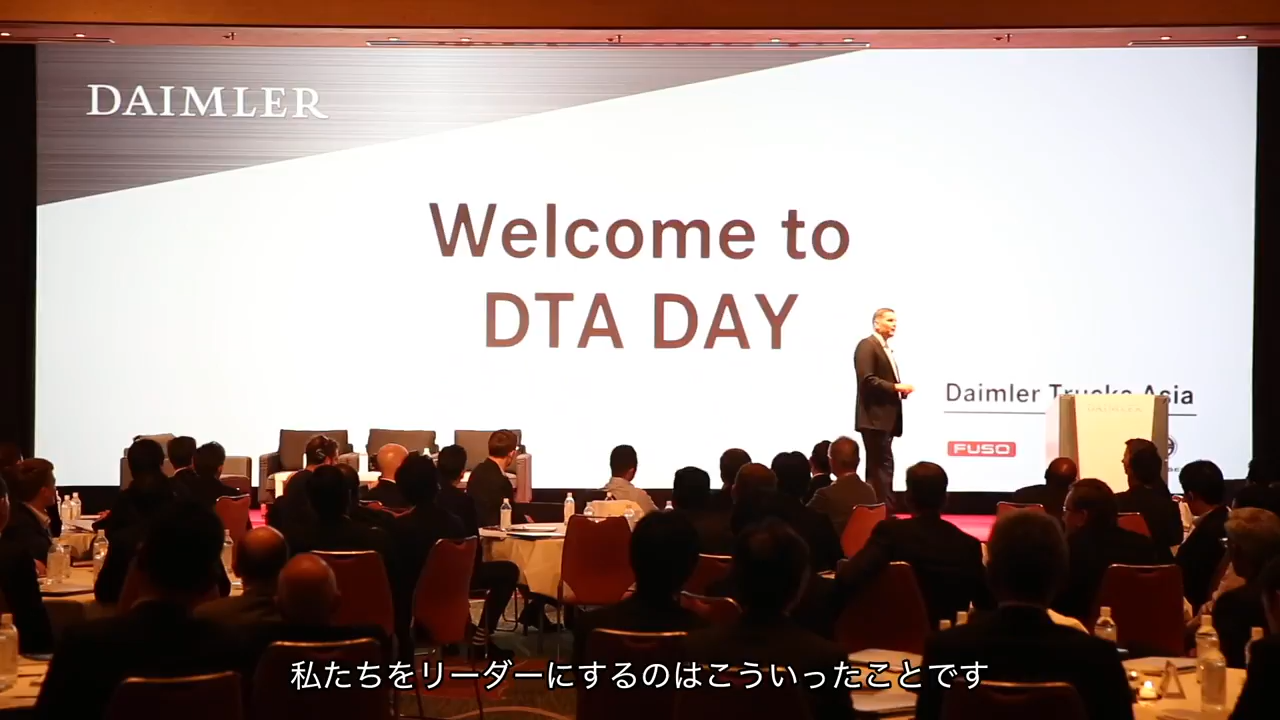 DAIMLER
Welcome to
DTA DAY
Daimler Trucks Asia
FUSO
私たちをリーダーにするのはこういったことです